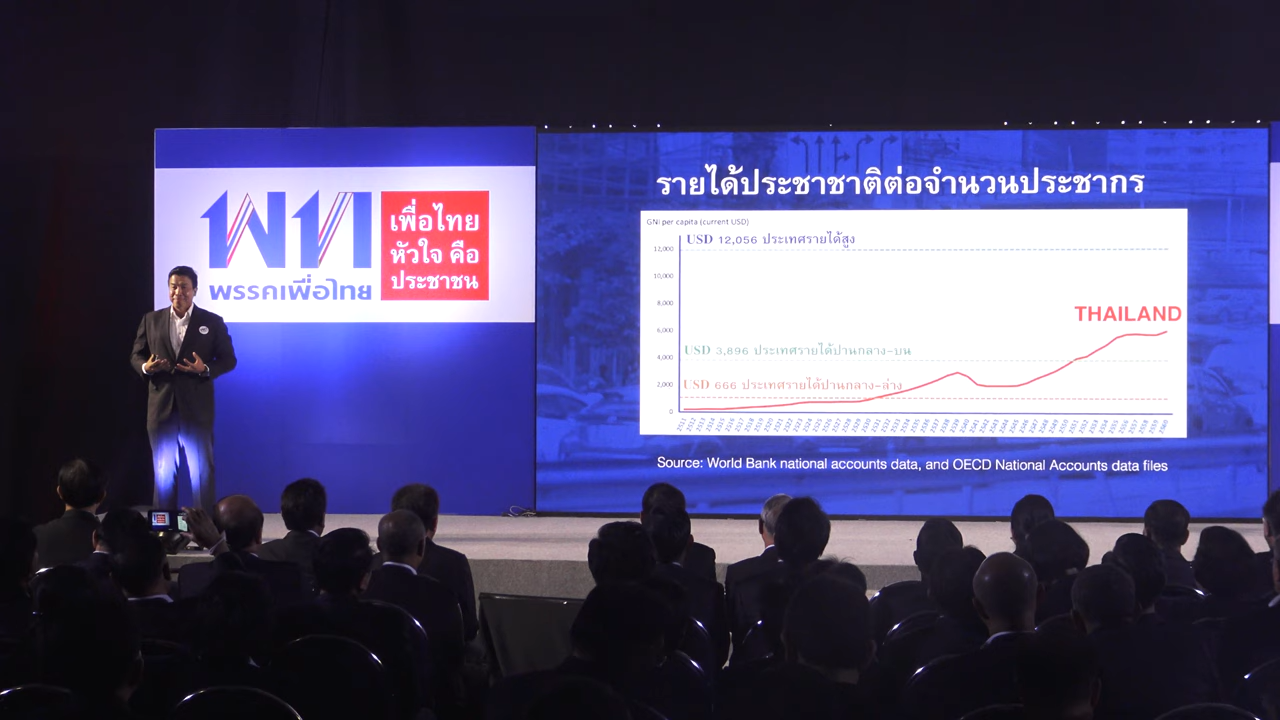 พท
พรรคเพื่อไทย
เพื่อไทย
หัวใจ คือ
ประชาชน
รายได้ประชาชาติต่อจำนวนประชากร
GNI per capita (current USD)
USD 12,056 ประเทศรายได้สูง
12,000
10,000
8,000
THAILAND
6,000
USD 3,896 ประเทศรายได้ปานกลาง-บน
4,000
USD 666 ประเทศรายได้ปานกลาง-ล่าง
2,000
0
Source: World Bank national accounts data, and OECD National Accounts data files